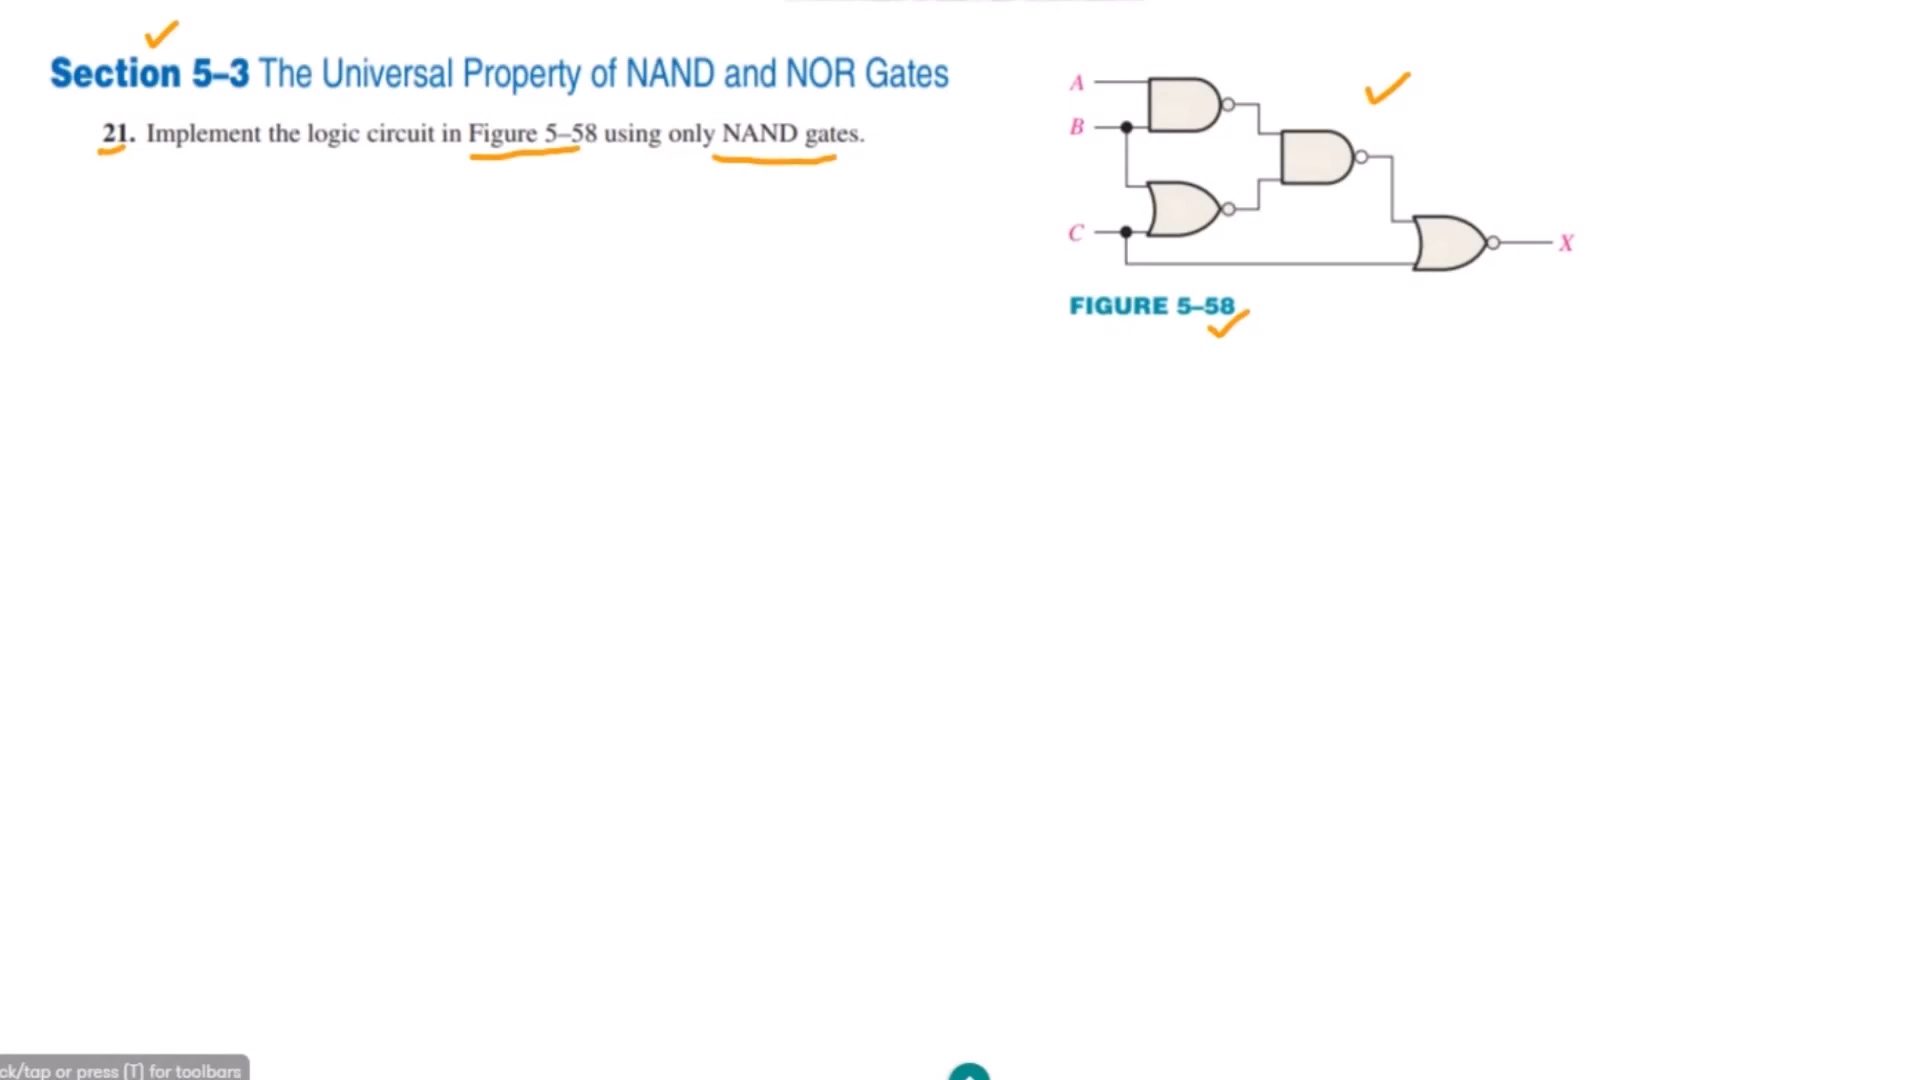 Section 5–3 The Universal Property of NAND and NOR Gates
21. Implement the logic circuit in Figure 5–58 using only NAND gates.
A
B
C
X
FIGURE 5–58
ck/tap or press [T] for toolbars